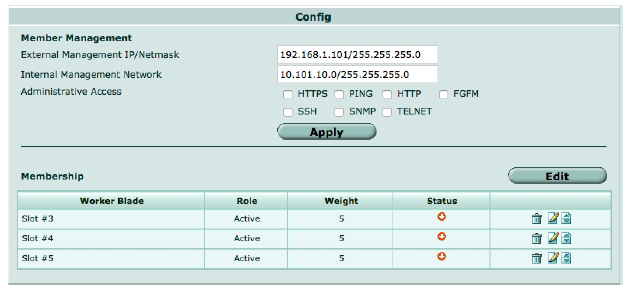 Config
Member Management
External Management IP/Netmask 192.168.1.101/255.255.255.0
Internal Management Network 10.101.10.0/255.255.255.0
Administrative Access HTTPS PING HTTP FGFM
SSH SNMP TELNET
Apply
Membership Edit
Worker Blade Role Weight Status
Slot #3 Active 5
Slot #4 Active 5
Slot #5 Active 5